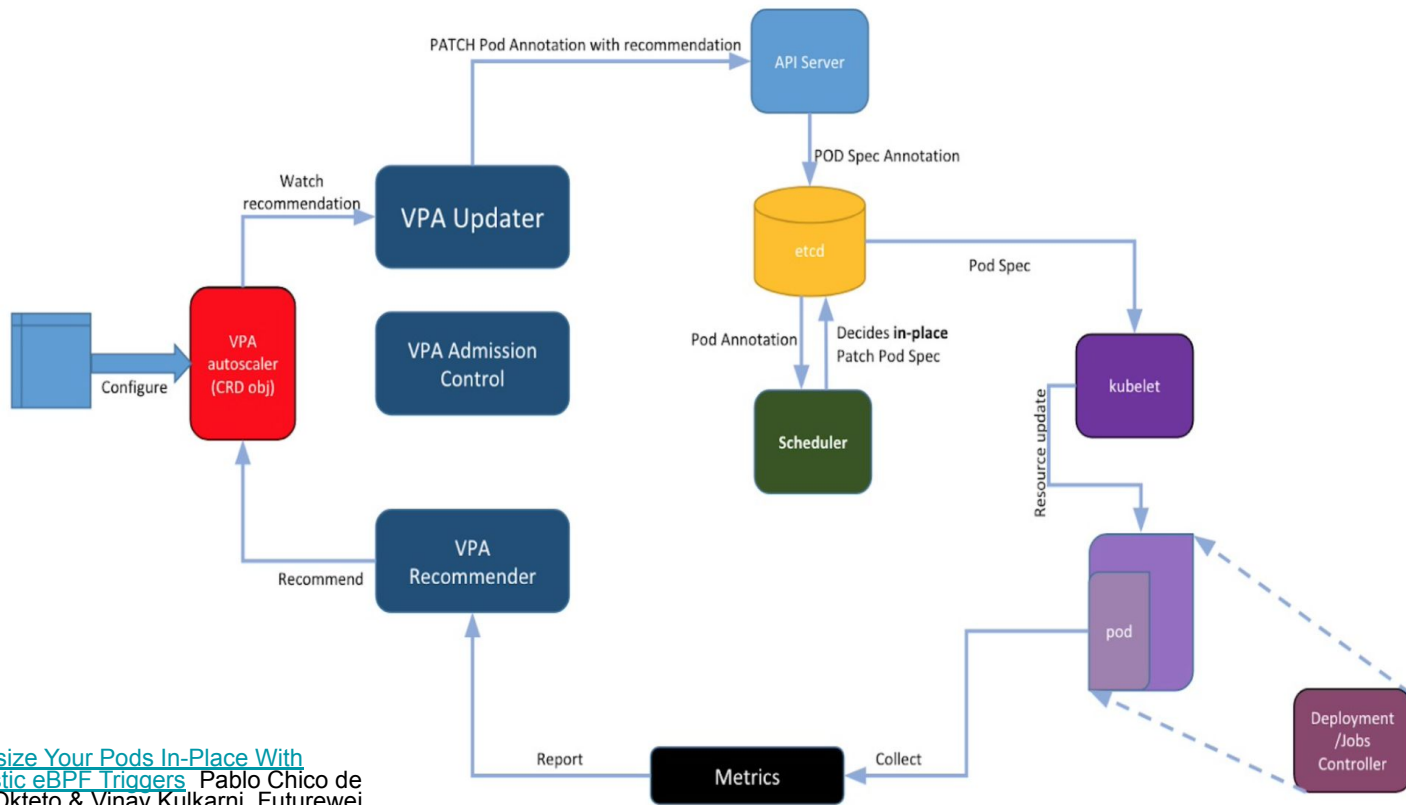 PATCH Pod Annotation with recommendation
API Server
POD Spec Annotation
Watch
recommendation
VPA Updater
etcd
Pod Spec
VPA
autoscaler
(CRD obj)
Configure
VPA Admission
Control
Pod Annotation
Decides in-place
Patch Pod Spec
kubelet
Scheduler
Resource update
VPA
Recommender
Recommend
pod
Deployment
/Jobs
Controller
Report
Metrics
Collect
size Your Pods In-Place With
stic eBPF Triggers Pablo Chico de
Okteto & Vinay Kulkarni, Futurewei